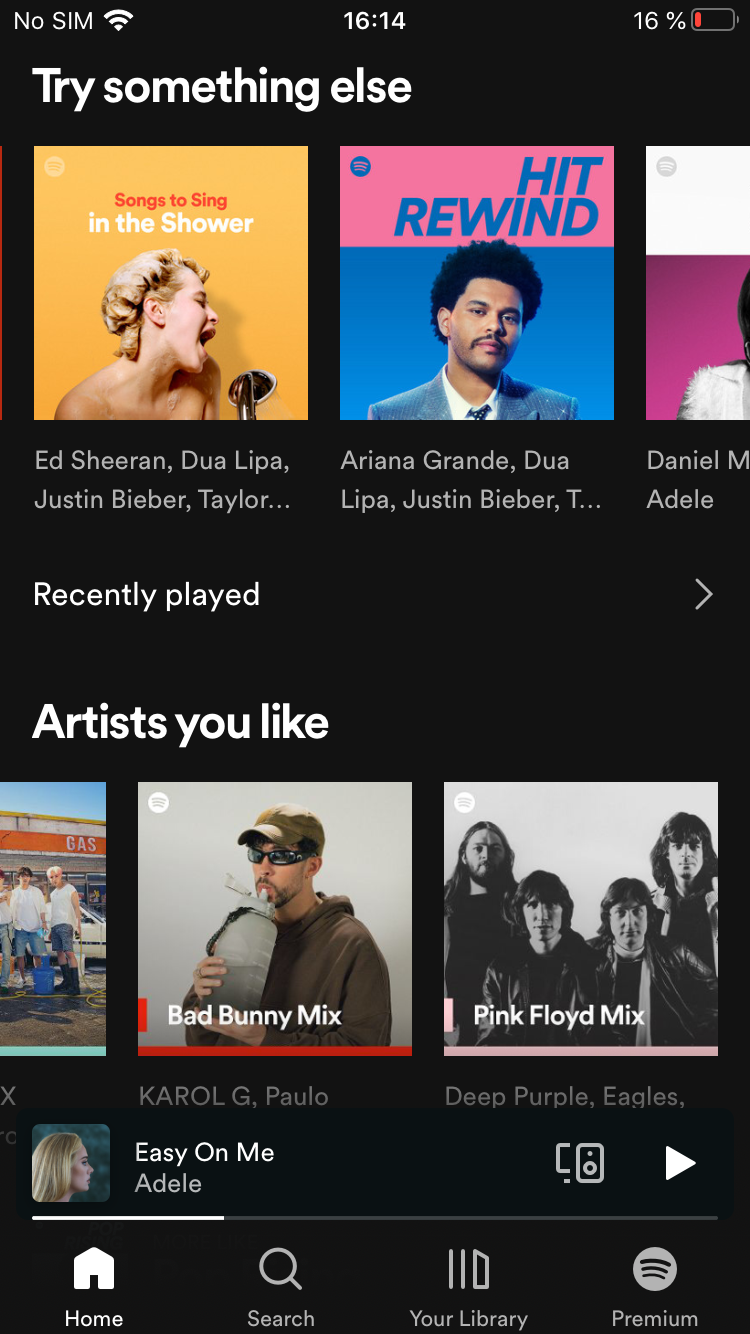 No SIM 16:14 16 %
Try something else
Songs to Sing
in the Shower
HIT
REWIND
Ed Sheeran, Dua Lipa,
Justin Bieber, Taylor...
Ariana Grande, Dua
Lipa, Justin Bieber, T...
Daniel M
Adele
Recently played
Artists you like
GAS
Bad Bunny Mix
Pink Floyd Mix
X
KAROL G, Paulo
Deep Purple, Eagles,
Easy On Me
Adele
Home
Search
Your Library
Premium